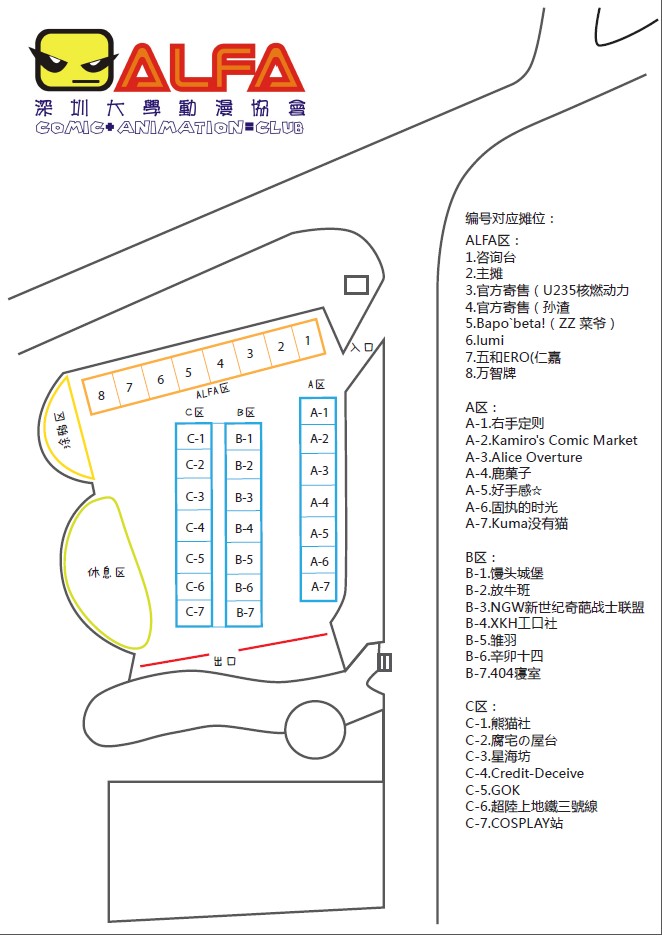 ALFA
深圳大學動漫協會
COMIC+ANIMATION=CLUB
编号对应摊位：
ALFA区：
1.咨询台
2.主摊
3.官方寄售（U235核燃动力
4.官方寄售（孙渣
5.Bapo`beta!（ZZ 菜爷）
6.lumi
7.五和ERO(仁嘉
8.万智牌
A区：
A-1.右手定则
A-2.Kamiro's Comic Market
A-3.Alice Overture
A-4.鹿菓子
A-5.好手感☆
A-6.固执的时光
A-7.Kuma没有猫
B区：
B-1.馒头城堡
B-2.放牛班
B-3.NGW新世纪奇葩战士联盟
B-4.XKH工口社
B-5.雏羽
B-6.辛卯十四
B-7.404寝室
C区：
C-1.熊猫社
C-2.腐宅の屋台
C-3.星海坊
C-4.Credit-Deceive
C-5.GOK
C-6.超陸上地鐵三號線
C-7.COSPLAY站
入口
8 7 6 5 4 3 2 1
ALFA区
涂鸦区
C区
B区
A区
C-1
C-2
C-3
C-4
C-5
C-6
C-7
B-1
B-2
B-3
B-4
B-5
B-6
B-7
A-1
A-2
A-3
A-4
A-5
A-6
A-7
休息区
出口